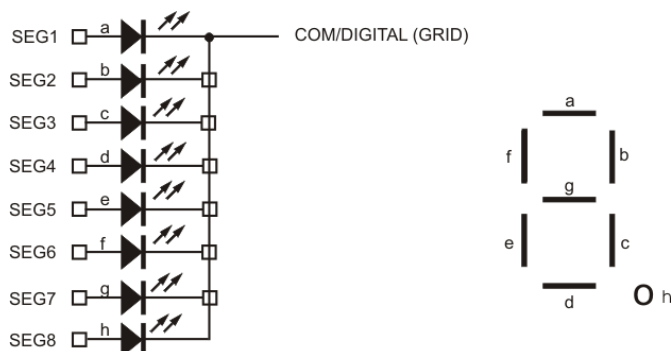 SEG1 a COM/DIGITAL (GRID)
SEG2 b
SEG3 c
SEG4 d
SEG5 e
SEG6 f
SEG7 g
SEG8 h
a
f b
g
e c
d
h